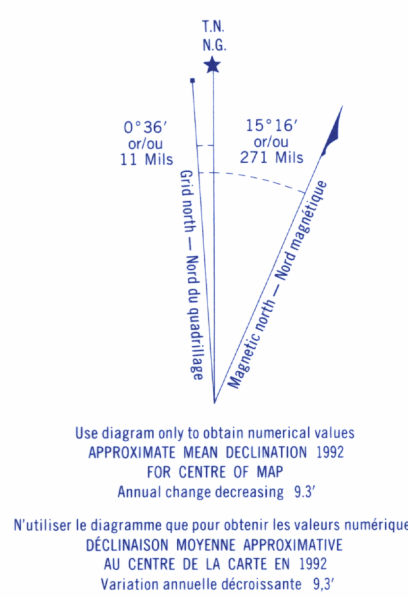 T.N.
N.G.
0°36′
or/ou
11 Mils
15°16′
or/ou
271 Mils
Grid north — Nord du quadrillage
Magnetic north — Nord magnétique
Use diagram only to obtain numerical values
APPROXIMATE MEAN DECLINATION 1992
FOR CENTRE OF MAP
Annual change decreasing 9.3′
N'utiliser le diagramme que pour obtenir les valeurs numérique
DÉCLINAISON MOYENNE APPROXIMATIVE
AU CENTRE DE LA CARTE EN 1992
Variation annuelle décroissante 9,3′